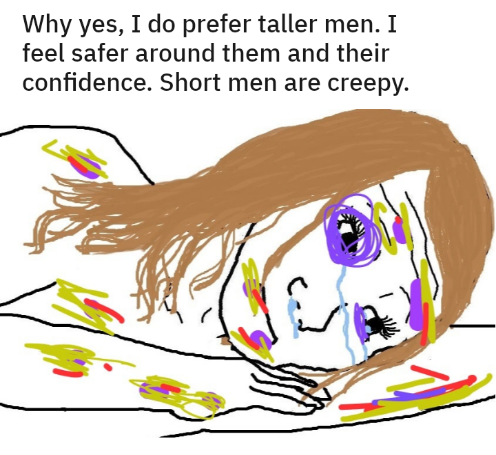 Why yes, I do prefer taller men. I
feel safer around them and their
confidence. Short men are creepy.